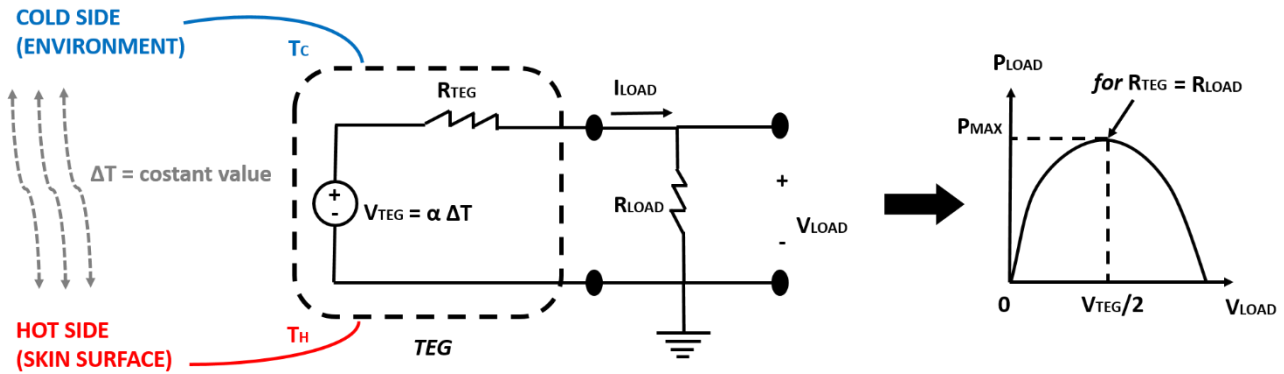 COLD SIDE
(ENVIRONMENT)
TC
RTEG
ILOAD
ΔT = costant value
+
-
VTEG = α ΔT
RLOAD
+
VLOAD
-
HOT SIDE
(SKIN SURFACE)
TH
TEG
PLOAD
for RTEG = RLOAD
PMAX
0
VTEG/2
VLOAD